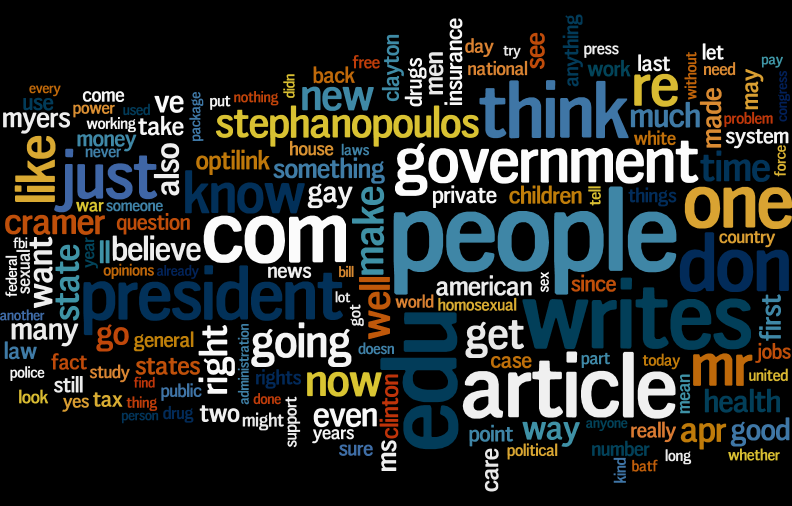 day
try
see
anything
press
free
clayton
drugs
men
insurance
national
work
last
without
let
need
pay
congress
back
re
may
every
use
come
power
used
ve
package
put
nothing
didn
new
think
much
made
problem
myers
working
take
stephanopoulos
white
system
money
never
like
just
also
optilink
house
laws
something
government
time
force
war
someone
know
gay
make
private
children
tell
things
one
cramer
question
com
people
country
fbi
federal
sexual
want
state
year
ll
believe
don
opinions
already
news
bill
american
sex
since
another
president
lot
got
well
world
homosexual
writes
first
many
go
general
right
administration
going
doesn
edu
get
law
fact
study
states
case
part
today
mr
jobs
police
still
find
public
rights
now
clinton
article
mean
united
look
yes
tax
thing
person
drug
two
done
might
support
even
health
years
sure
ms
point
way
anyone
really
apr
good
care
political
number
kind
batf
long
whether